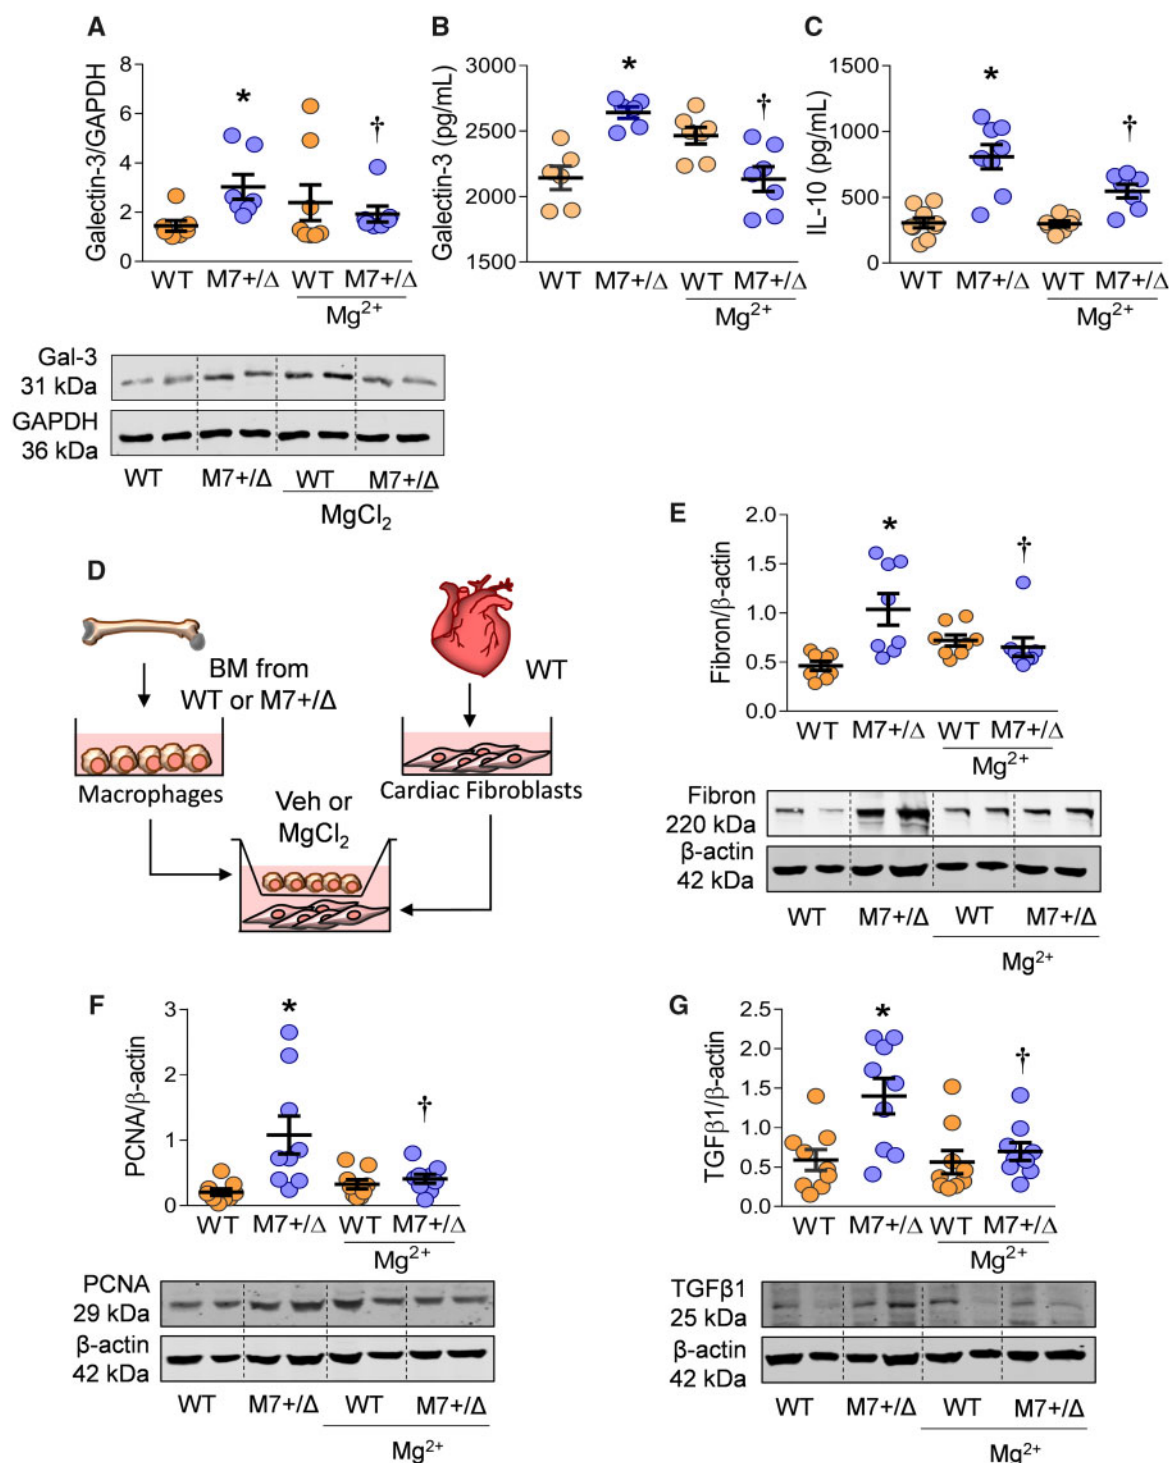 A
Galectin-3/GAPDH
8
6
4
2
0
*
†
WT M7+/Δ WT M7+/Δ
Mg²⁺
Gal-3
31 kDa
GAPDH
36 kDa
WT M7+/Δ WT M7+/Δ
MgCl₂
B
Galectin-3 (pg/mL)
3000
2500
2000
1500
*
†
WT M7+/Δ WT M7+/Δ
Mg²⁺
C
IL-10 (pg/mL)
1500
1000
500
0
*
†
WT M7+/Δ WT M7+/Δ
Mg²⁺
D
BM from
WT or M7+/Δ
WT
Macrophages
Cardiac Fibroblasts
Veh or
MgCl₂
E
Fibron/β-actin
2.0
1.5
1.0
0.5
0.0
*
†
WT M7+/Δ WT M7+/Δ
Mg²⁺
Fibron
220 kDa
β-actin
42 kDa
WT M7+/Δ WT M7+/Δ
Mg²⁺
F
PCNA/β-actin
3
2
1
0
*
†
WT M7+/Δ WT M7+/Δ
Mg²⁺
PCNA
29 kDa
β-actin
42 kDa
WT M7+/Δ WT M7+/Δ
Mg²⁺
G
TGFβ1/β-actin
2.5
2.0
1.5
1.0
0.5
0.0
*
†
WT M7+/Δ WT M7+/Δ
Mg²⁺
TGFβ1
25 kDa
β-actin
42 kDa
WT M7+/Δ WT M7+/Δ
Mg²⁺